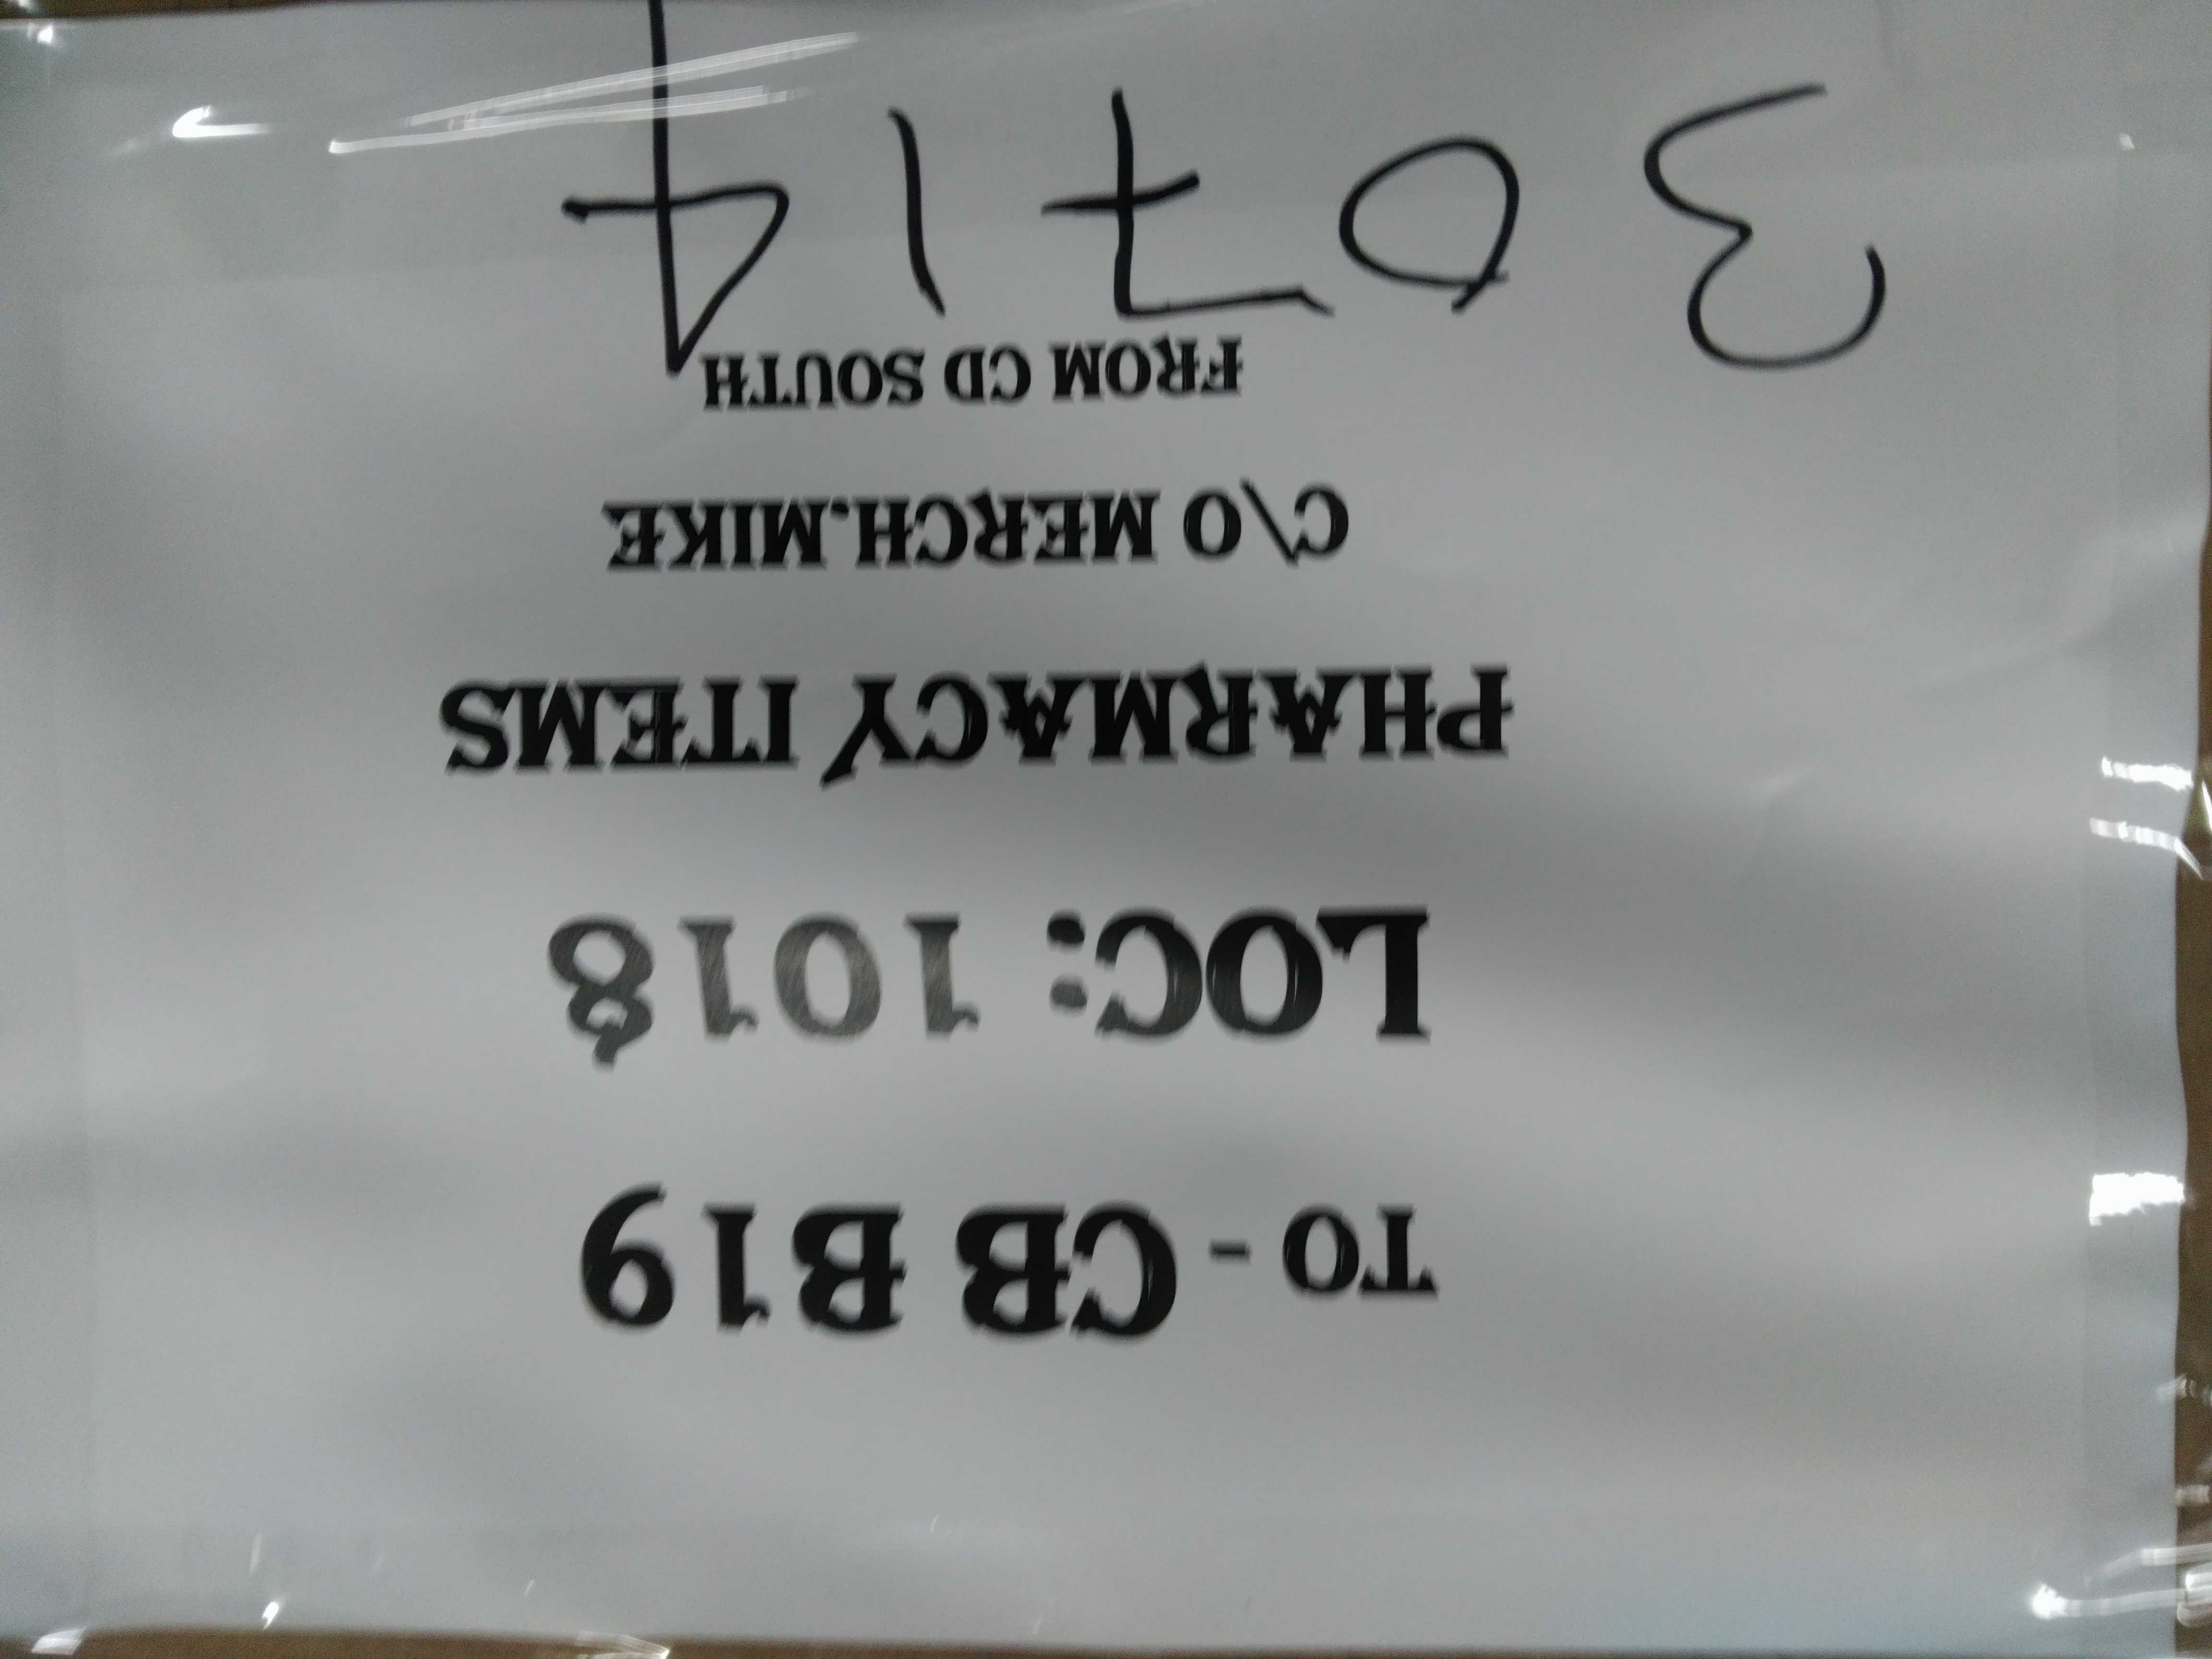 TO - CB B19
LOC: 1018
PHARMACY ITEMS
C/O MERCH.MIKE
FROM CD SOUTH
30714